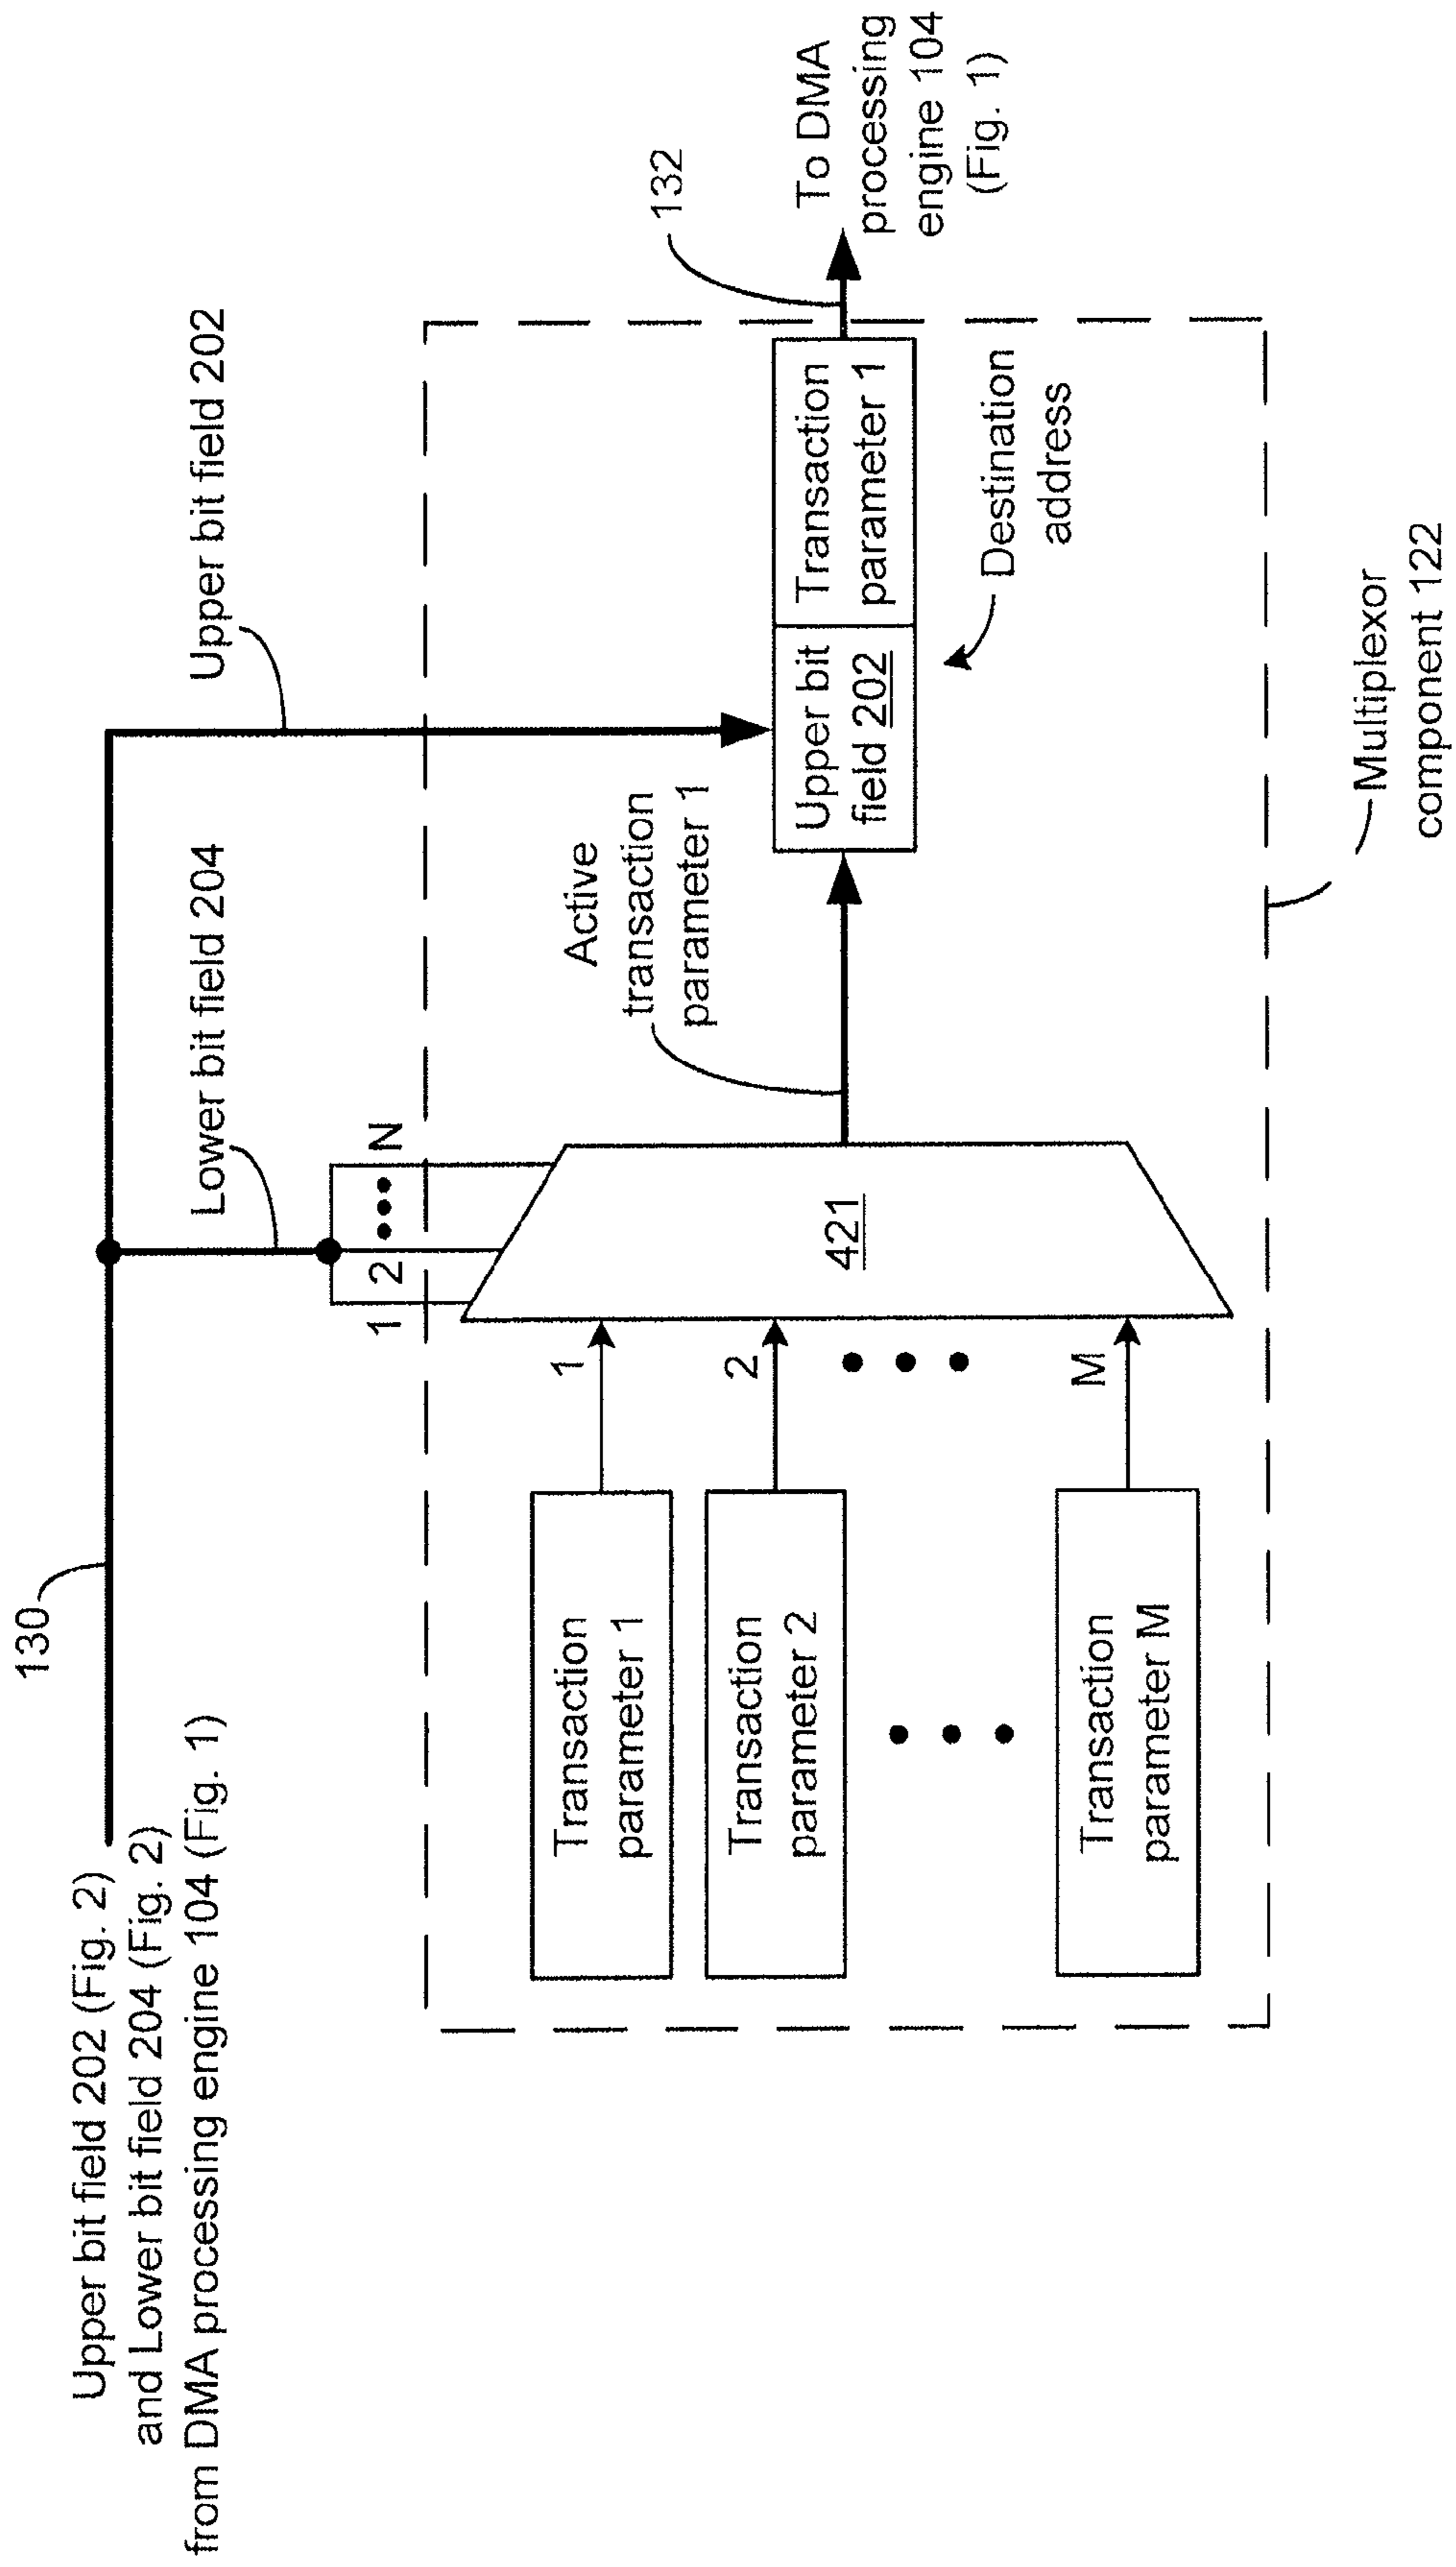 Upper bit field 202 (Fig. 2)
and Lower bit field 204 (Fig. 2)
from DMA processing engine 104 (Fig. 1)
130
Lower bit field 204
Upper bit field 202
1 2 N
132
To DMA
processing
engine 104
(Fig. 1)
Transaction
parameter 1
1
Transaction
parameter 2
2
Transaction
parameter M
M
421
Active
transaction
parameter 1
Upper bit
field 202
Transaction
parameter 1
Destination
address
Multiplexor
component 122